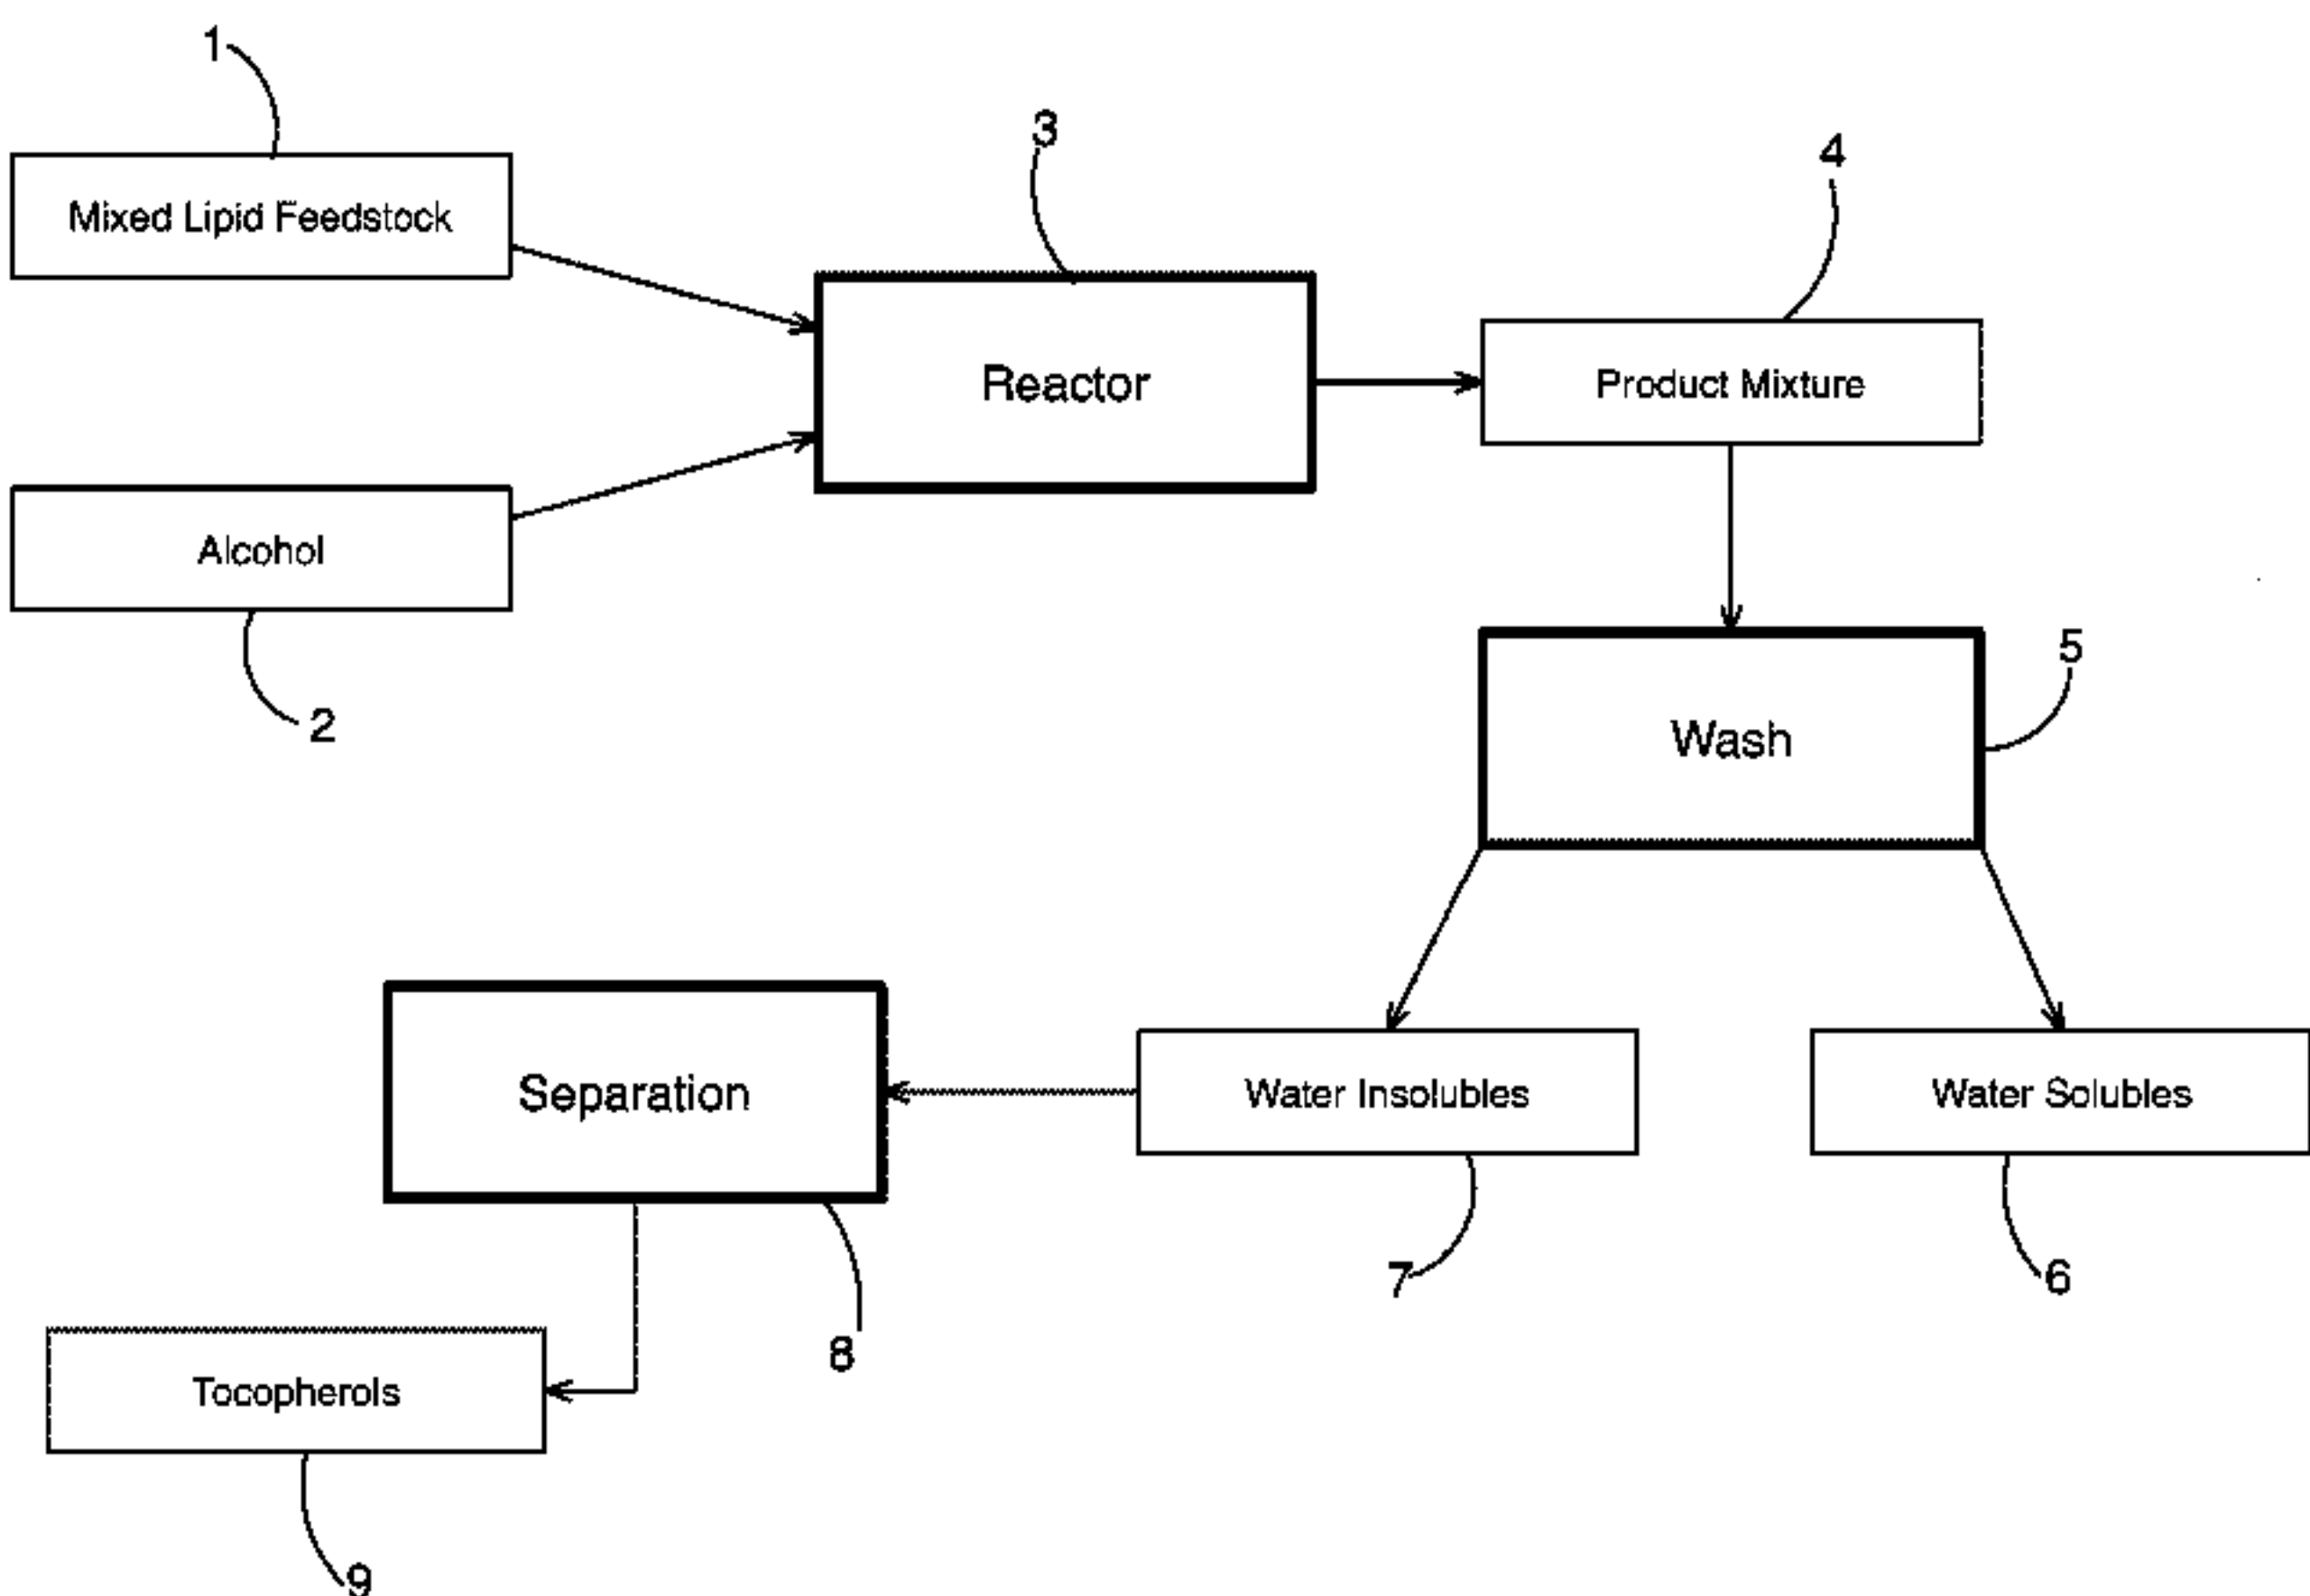 1
Mixed Lipid Feedstock
3
Reactor
4
Product Mixture
Alcohol
2
5
Wash
Separation
Water Insolubles
Water Solubles
7
6
8
Tocopherols
9